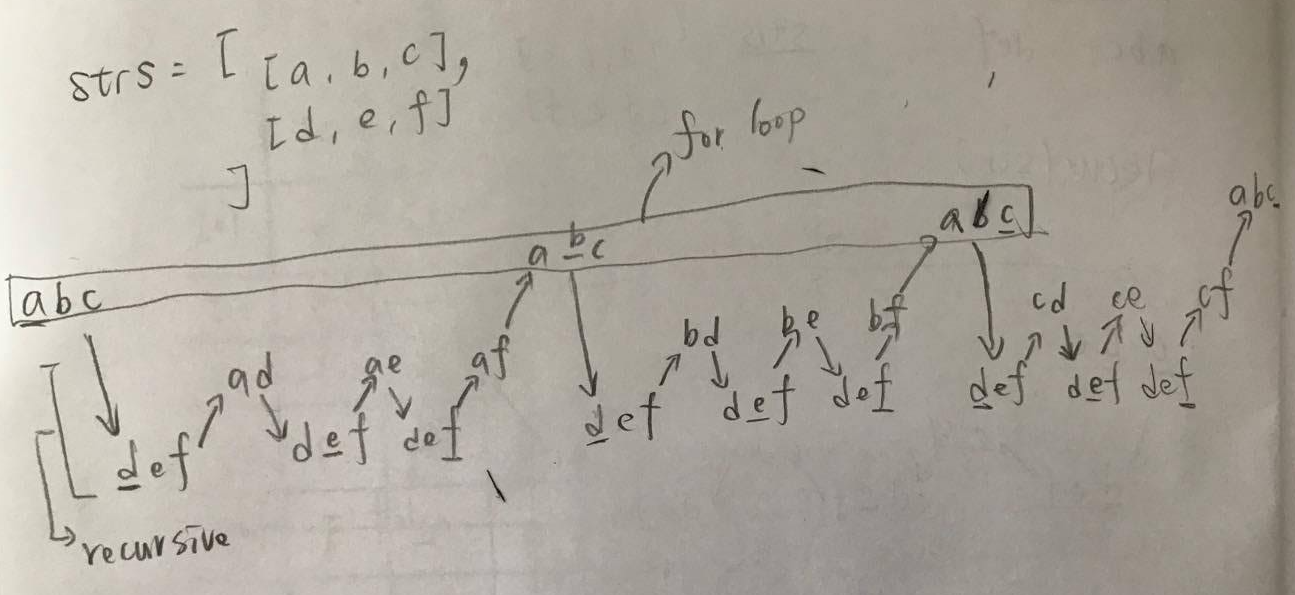 strs = [ [a, b, c],
[d, e, f]
]
for loop
abc
abc
abc
abc
ad
ae
af
bd
be
bf
cd
ce
cf
def
def
def
def
def
def
def
def
def
recursive